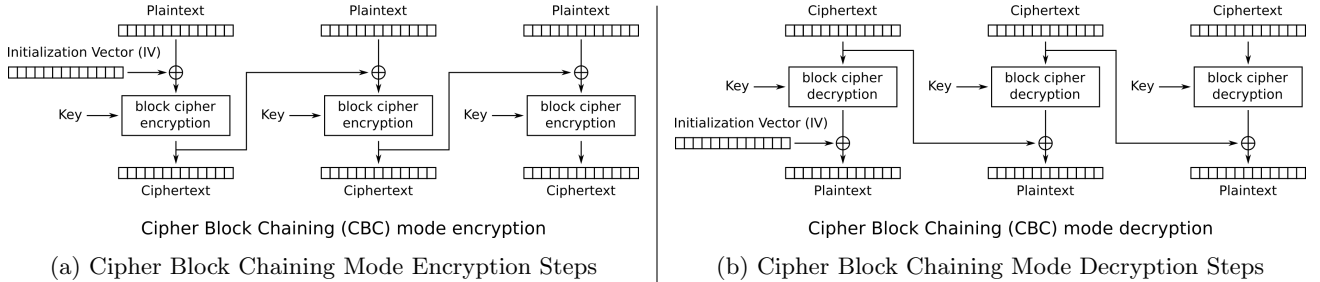 Plaintext Plaintext Plaintext
Initialization Vector (IV)
Key block cipher encryption Key block cipher encryption Key block cipher encryption
Ciphertext Ciphertext Ciphertext
Cipher Block Chaining (CBC) mode encryption
(a) Cipher Block Chaining Mode Encryption Steps
Ciphertext Ciphertext Ciphertext
Key block cipher decryption Key block cipher decryption Key block cipher decryption
Initialization Vector (IV)
Plaintext Plaintext Plaintext
Cipher Block Chaining (CBC) mode decryption
(b) Cipher Block Chaining Mode Decryption Steps